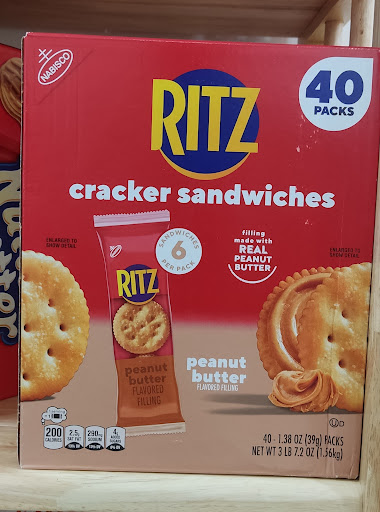 NABISCO
RITZ
40
PACKS
cracker sandwiches
ENLARGED TO
SHOW DETAIL
SANDWICHES
6
PER PACK
filling
made with
REAL
PEANUT
BUTTER
ENLARGED TO
SHOW DETAIL
RITZ
peanut
butter
FLAVORED
FILLING
peanut
butter
FLAVORED FILLING
200
CALORIES
2.5g
SAT FAT
290mg
SODIUM
4g
U D
40 - 1.38 OZ (39g) PACKS
NET WT 3 LB 7.2 OZ (1.56kg)
Nutter